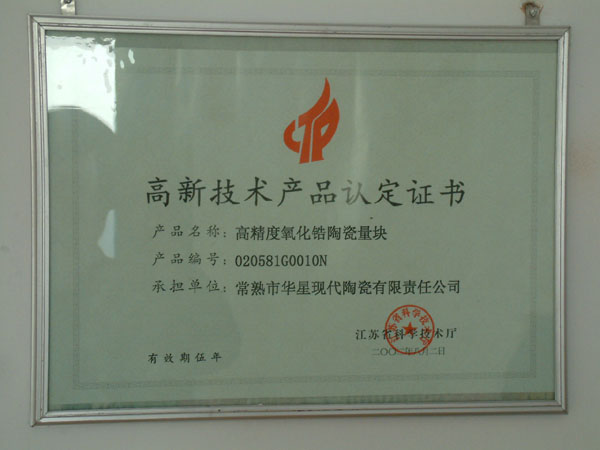 高新技术产品认定证书
产品名称：高精度氧化锆陶瓷量块
产品编号：020581G0010N
承担单位：常熟市华星现代陶瓷有限责任公司
江苏省科学技术厅
有效期伍年